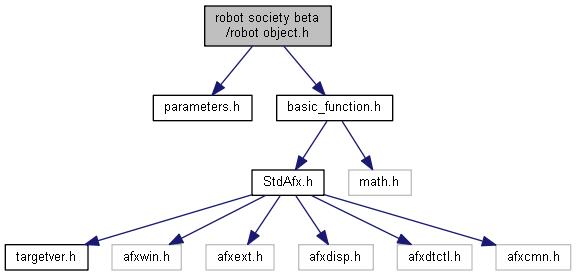 robot society beta
/robot object.h
parameters.h
basic_function.h
StdAfx.h
math.h
targetver.h
afxwin.h
afxext.h
afxdisp.h
afxdtctl.h
afxcmn.h